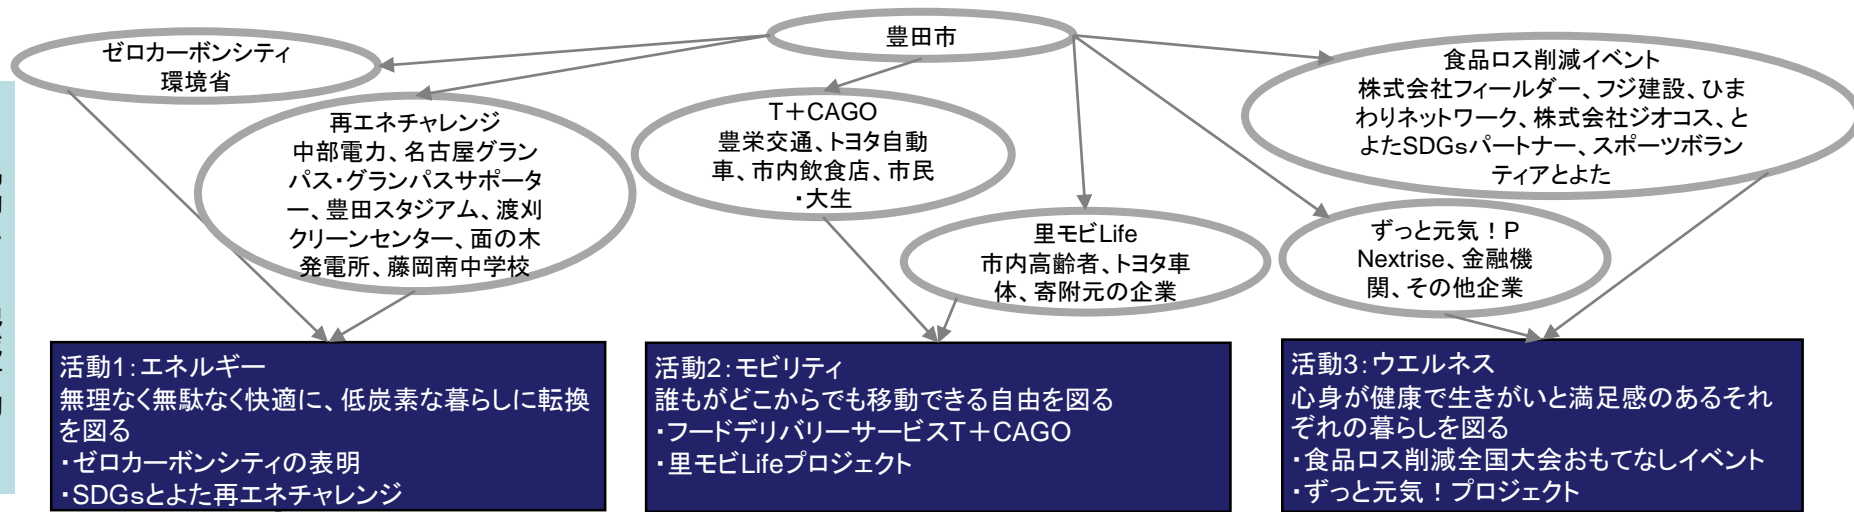 豊田市
ゼロカーボンシティ
環境省
再エネチャレンジ
中部電力、名古屋グラン
パス・グランパスサポータ
ー、豊田スタジアム、渡刈
クリーンセンター、面の木
発電所、藤岡南中学校
T＋CAGO
豊栄交通、トヨタ自動
車、市内飲食店、市民
・大生
里モビLife
市内高齢者、トヨタ車
体、寄附元の企業
食品ロス削減イベント
株式会社フィールダー、フジ建設、ひま
わりネットワーク、株式会社ジオコス、と
よたSDGsパートナー、スポーツボラン
ティアとよた
ずっと元気！P
Nextrise、金融機
関、その他企業
活動1：エネルギー
無理なく無駄なく快適に、低炭素な暮らしに転換
を図る
・ゼロカーボンシティの表明
・SDGsとよた再エネチャレンジ
活動2：モビリティ
誰もがどこからでも移動できる自由を図る
・フードデリバリーサービスT＋CAGO
・里モビLifeプロジェクト
活動3：ウエルネス
心身が健康で生きがいと満足感のあるそれ
ぞれの暮らしを図る
・食品ロス削減全国大会おもてなしイベント
・ずっと元気！プロジェクト